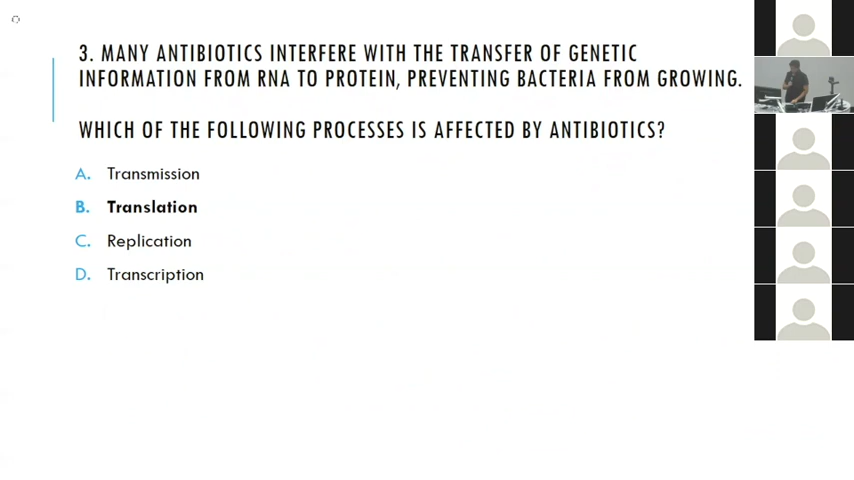 3. MANY ANTIBIOTICS INTERFERE WITH THE TRANSFER OF GENETIC
INFORMATION FROM RNA TO PROTEIN, PREVENTING BACTERIA FROM GROWING.
WHICH OF THE FOLLOWING PROCESSES IS AFFECTED BY ANTIBIOTICS?
A. Transmission
B. Translation
C. Replication
D. Transcription